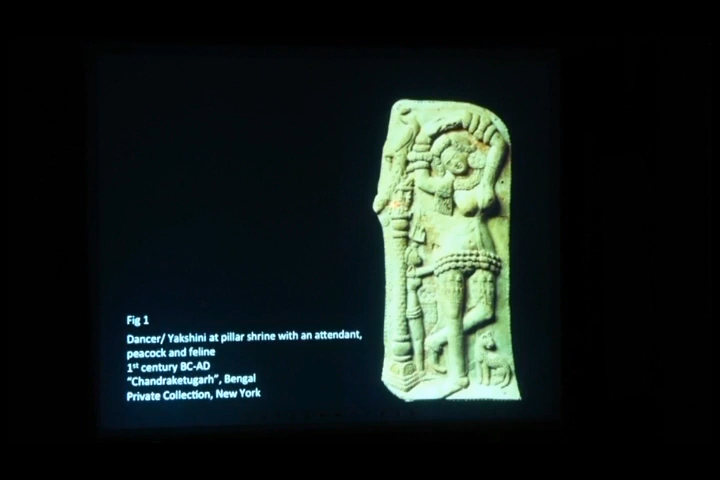 Fig 1
Dancer/ Yakshini at pillar shrine with an attendant,
peacock and feline
1st century BC-AD
“Chandraketugarh”, Bengal
Private Collection, New York